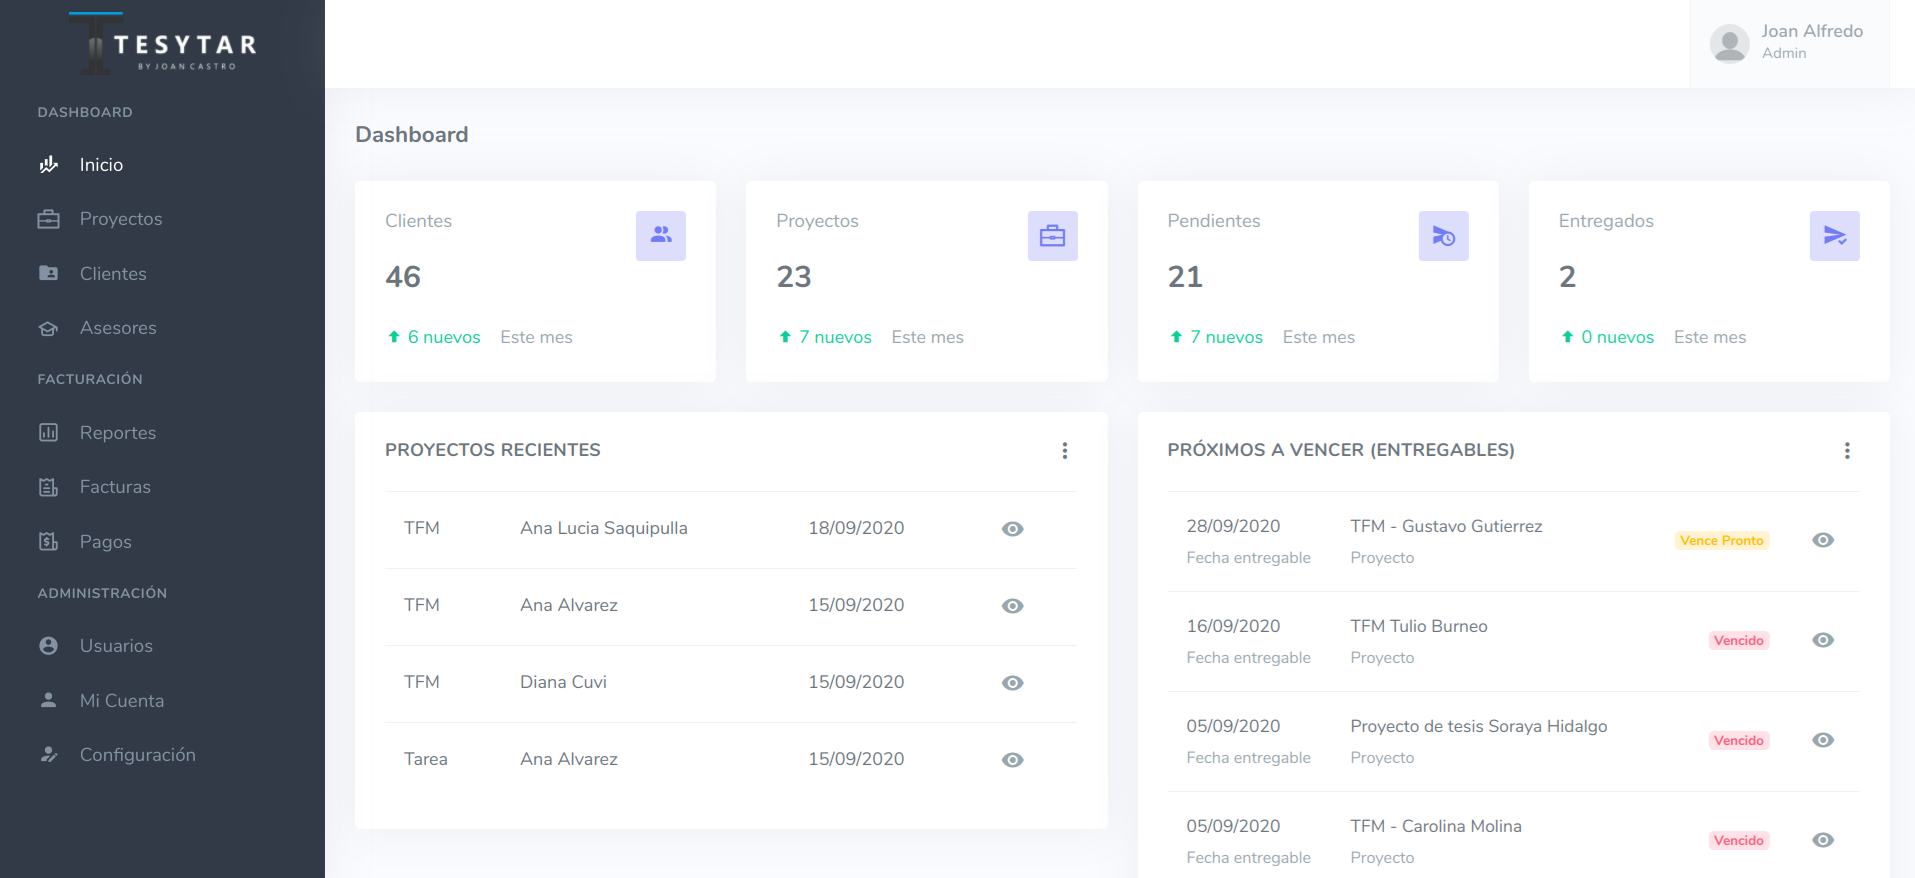 TESYTAR
BY JOAN CASTRO
DASHBOARD
Inicio
Proyectos
Clientes
Asesores
FACTURACIÓN
Reportes
Facturas
Pagos
ADMINISTRACIÓN
Usuarios
Mi Cuenta
Configuración
Joan Alfredo
Admin
Dashboard
Clientes
46
6 nuevos Este mes
Proyectos
23
7 nuevos Este mes
Pendientes
21
7 nuevos Este mes
Entregados
2
0 nuevos Este mes
PROYECTOS RECIENTES
TFM Ana Lucia Saquipulla 18/09/2020
TFM Ana Alvarez 15/09/2020
TFM Diana Cuvi 15/09/2020
Tarea Ana Alvarez 15/09/2020
PRÓXIMOS A VENCER (ENTREGABLES)
28/09/2020 TFM - Gustavo Gutierrez Vence Pronto
Fecha entregable Proyecto
16/09/2020 TFM Tulio Burneo Vencido
Fecha entregable Proyecto
05/09/2020 Proyecto de tesis Soraya Hidalgo Vencido
Fecha entregable Proyecto
05/09/2020 TFM - Carolina Molina Vencido
Fecha entregable Proyecto